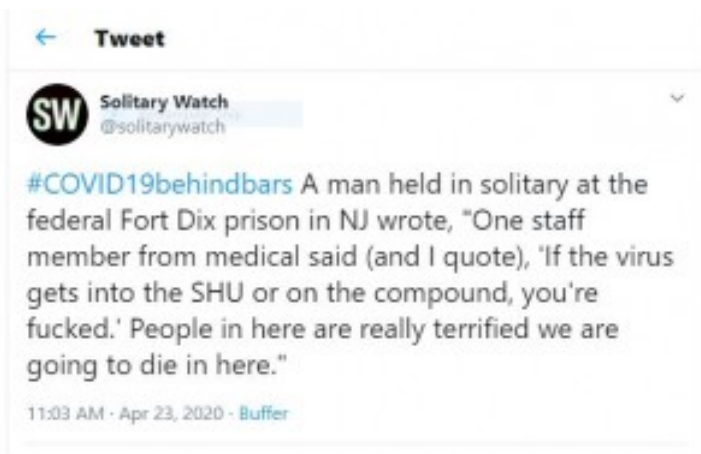 ← Tweet
SW
Solitary Watch
@solitarywatch
#COVID19behindbars A man held in solitary at the
federal Fort Dix prison in NJ wrote, "One staff
member from medical said (and I quote), 'If the virus
gets into the SHU or on the compound, you're
fucked.' People in here are really terrified we are
going to die in here."
11:03 AM · Apr 23, 2020 · Buffer